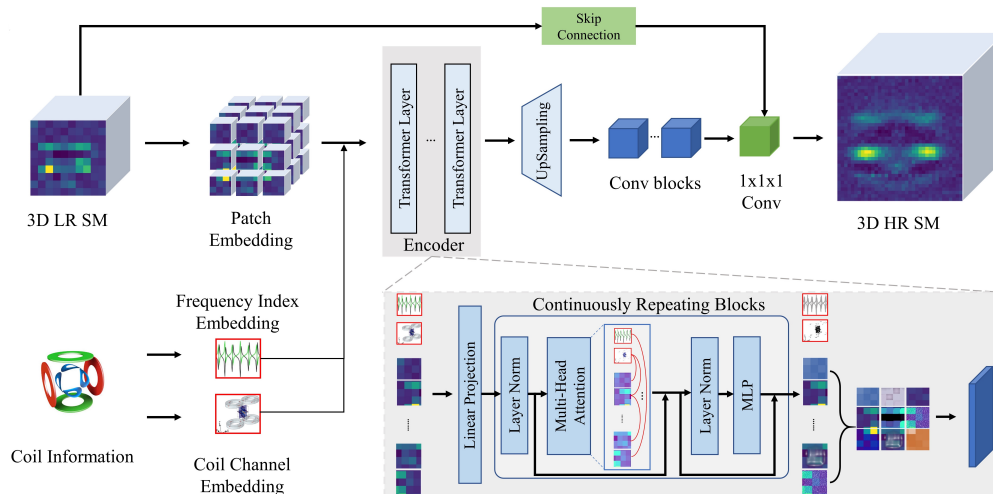 Skip
Connection
Transformer Layer
...
Transformer Layer
UpSampling
...
3D LR SM
Patch
Embedding
Encoder
Conv blocks
1x1x1
Conv
3D HR SM
Frequency Index
Embedding
Coil Information
Coil Channel
Embedding
Continuously Repeating Blocks
Linear Projection
Layer Norm
Multi-Head
Attention
...
Layer Norm
MLP
......
......